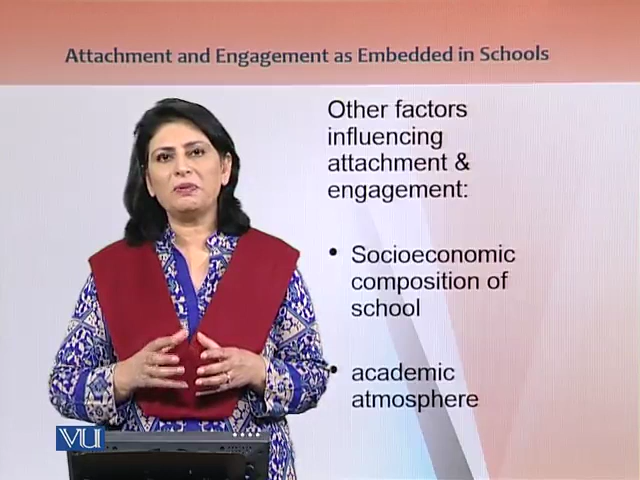 Attachment and Engagement as Embedded in Schools
Other factors
influencing
attachment &
engagement:
• Socioeconomic
composition of
school
• academic
atmosphere
VU